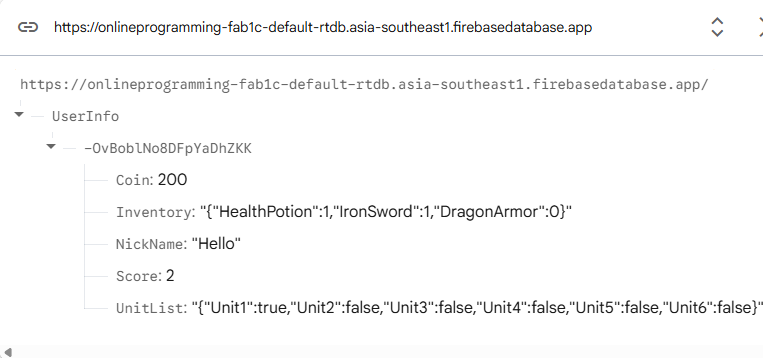 https://onlineprogramming-fab1c-default-rtdb.asia-southeast1.firebasedatabase.app
https://onlineprogramming-fab1c-default-rtdb.asia-southeast1.firebasedatabase.app/
UserInfo
-OvBoblNo8DFpYaDhZKK
Coin: 200
Inventory: "{"HealthPotion":1,"IronSword":1,"DragonArmor":0}"
NickName: "Hello"
Score: 2
UnitList: "{"Unit1":true,"Unit2":false,"Unit3":false,"Unit4":false,"Unit5":false,"Unit6":false}"